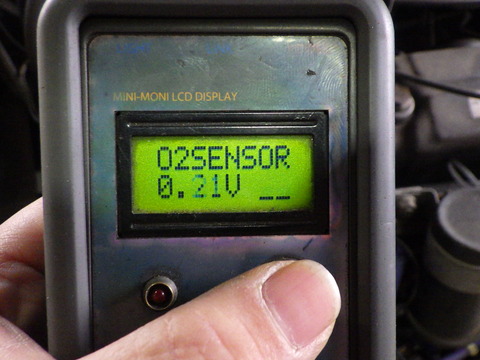 MINI-MONI LCD DISPLAY
O2SENSOR
0.21V __